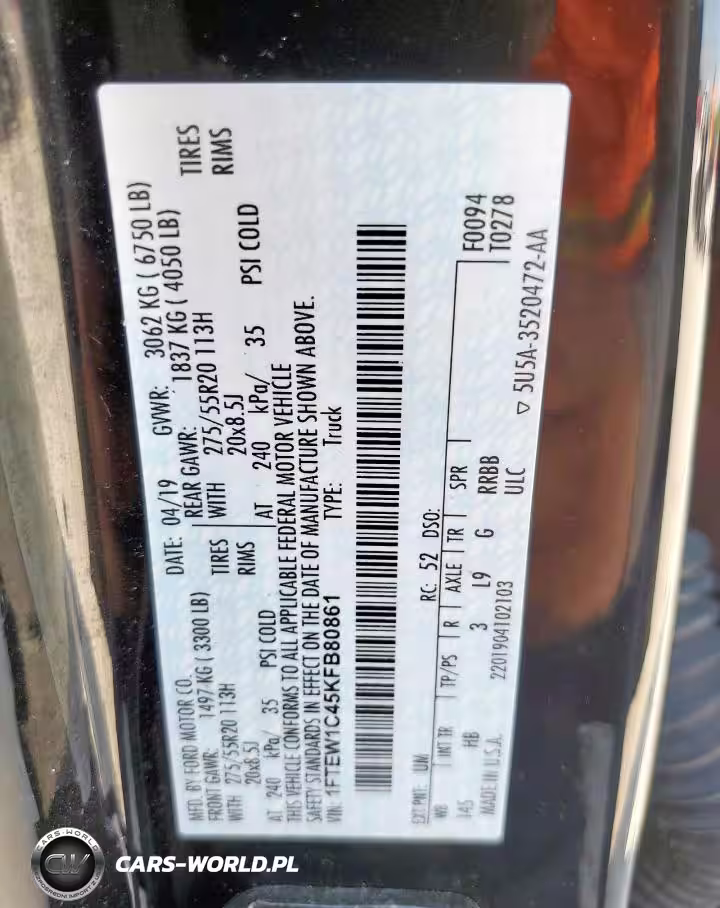 MFD. BY FORD MOTOR CO.
DATE: 04/19 GVWR: 3062 KG ( 6750 LB)
FRONT GAWR: 1497 KG ( 3300 LB) REAR GAWR: 1837 KG ( 4050 LB)
WITH 275/55R20 113H TIRES WITH 275/55R20 113H TIRES
20x8.5J RIMS 20x8.5J RIMS
AT 240 kPa/ 35 PSI COLD AT 240 kPa/ 35 PSI COLD
THIS VEHICLE CONFORMS TO ALL APPLICABLE FEDERAL MOTOR VEHICLE
SAFETY STANDARDS IN EFFECT ON THE DATE OF MANUFACTURE SHOWN ABOVE.
VIN: 1FTEW1C45KFB80861 TYPE: Truck
EXT PNT: UM RC: 52 DSO:
WB INT TR TP/PS R AXLE TR SPR F0094
145 HB 3 L9 G RRBB T0278
MADE IN U.S.A. 2201904102103 ULC
▽ 5U5A-3520472-AA
CARS-WORLD
CW
CARS-WORLD.PL